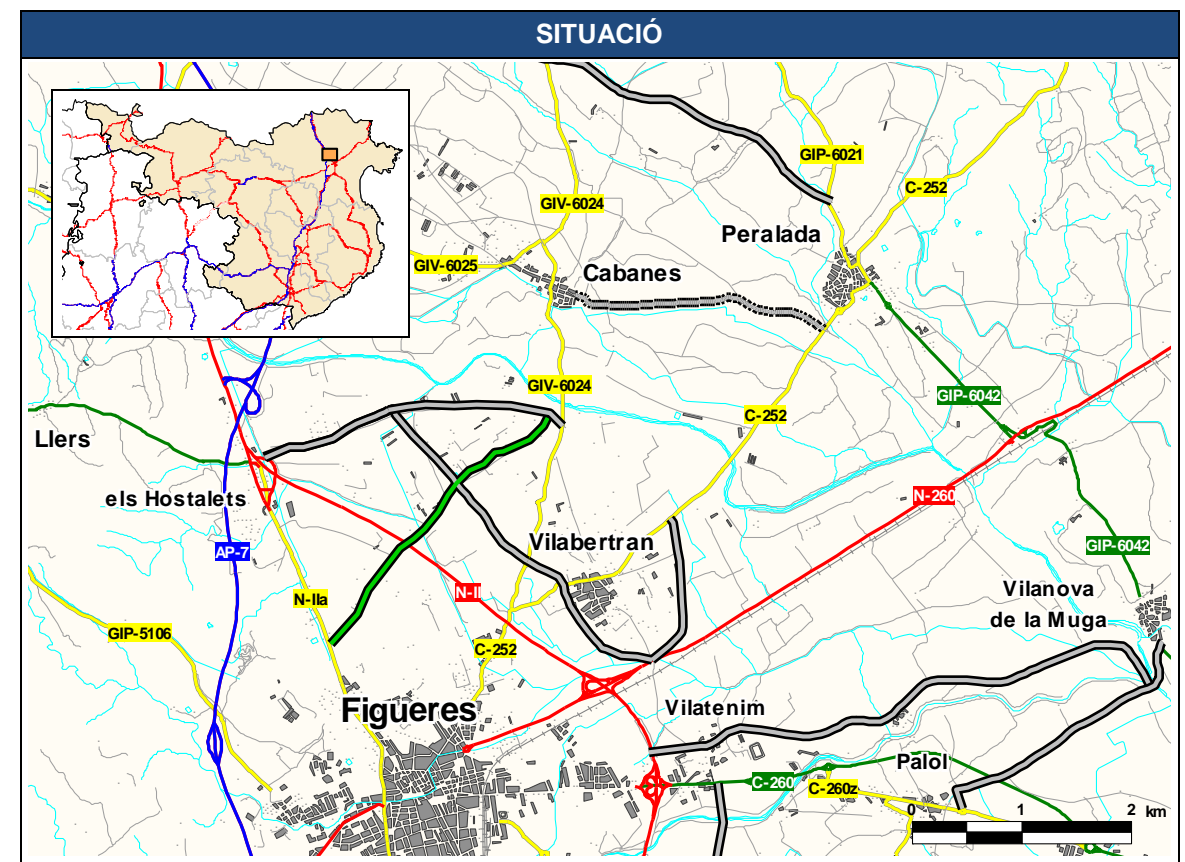 SITUACIÓ
GIP-6021
C-252
GIV-6024
Peralada
GIV-6025
Cabanes
GIV-6024
GIP-6042
C-252
Llers
els Hostalets
N-260
Vilabertran
AP-7
GIP-6042
N-II
N-IIa
Vilanova
de la Muga
GIP-5106
C-252
Figueres
Vilatenim
Palol
C-260
C-260z
0 1 2 km